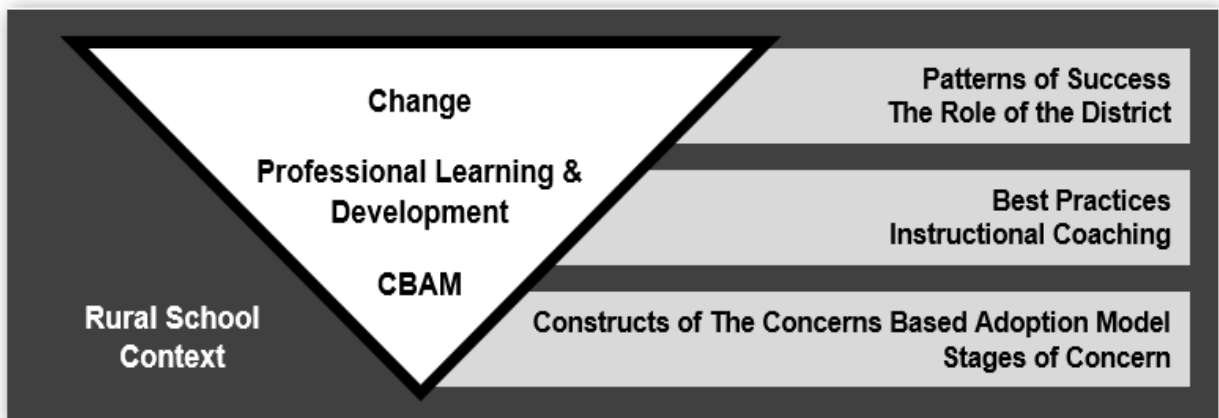 Change
Patterns of Success
The Role of the District
Professional Learning &
Development
Best Practices
Instructional Coaching
CBAM
Constructs of The Concerns Based Adoption Model
Stages of Concern
Rural School
Context